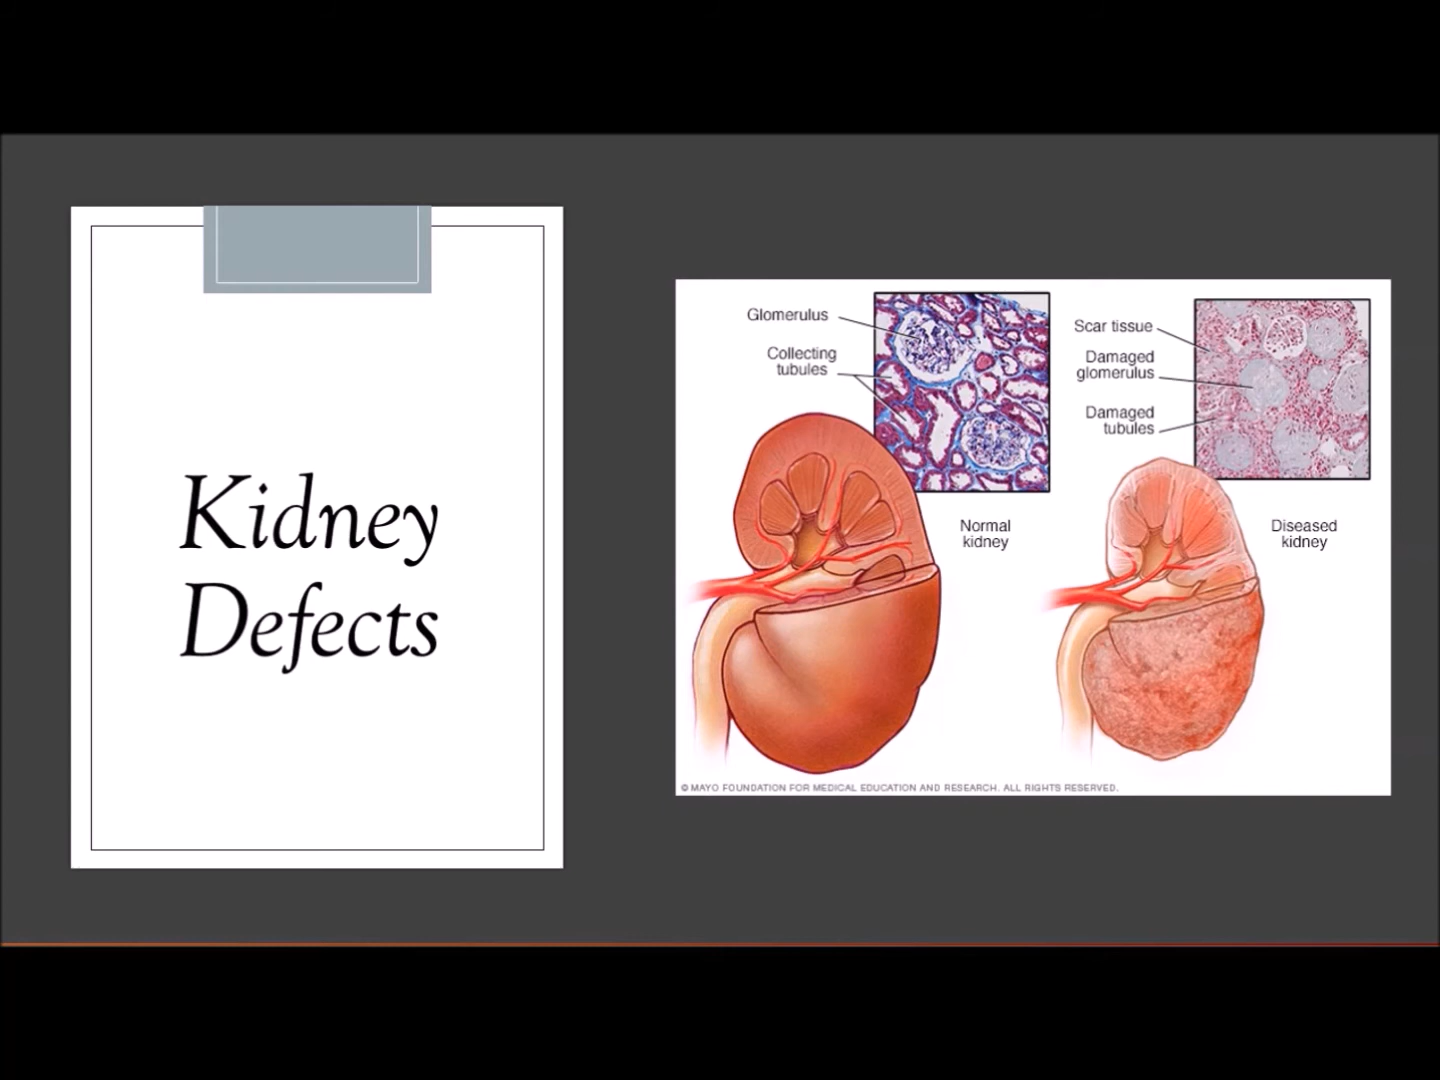 Kidney
Defects
Glomerulus
Collecting
tubules
Normal
kidney
Scar tissue
Damaged
glomerulus
Damaged
tubules
Diseased
kidney
© MAYO FOUNDATION FOR MEDICAL EDUCATION AND RESEARCH. ALL RIGHTS RESERVED.